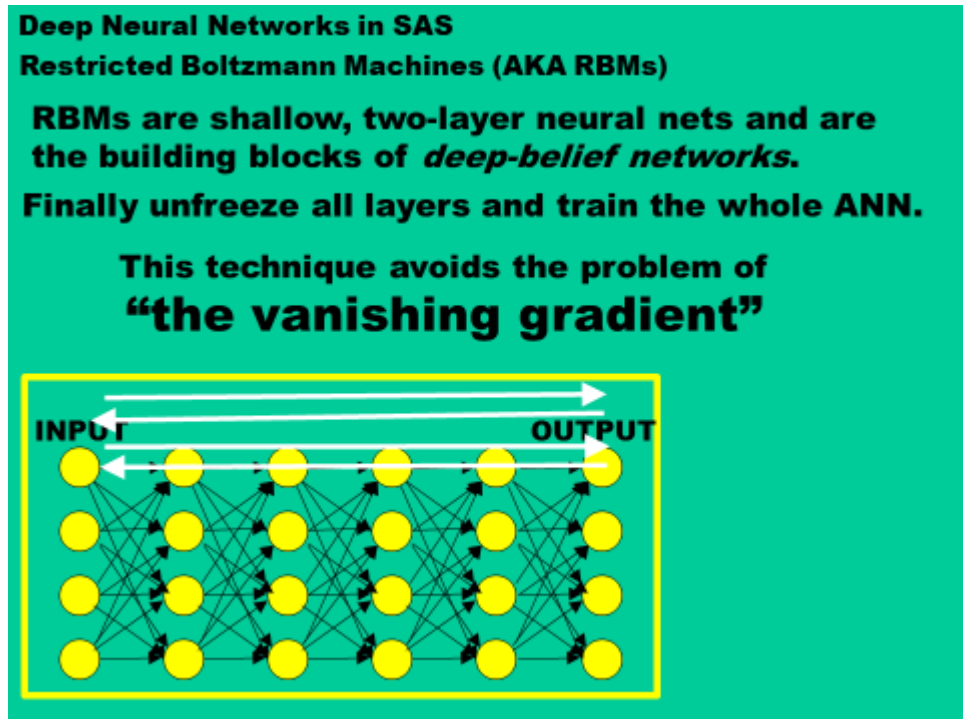 Deep Neural Networks in SAS
Restricted Boltzmann Machines (AKA RBMs)
RBMs are shallow, two-layer neural nets and are
the building blocks of deep-belief networks.
Finally unfreeze all layers and train the whole ANN.
This technique avoids the problem of
“the vanishing gradient”
INPUT
OUTPUT